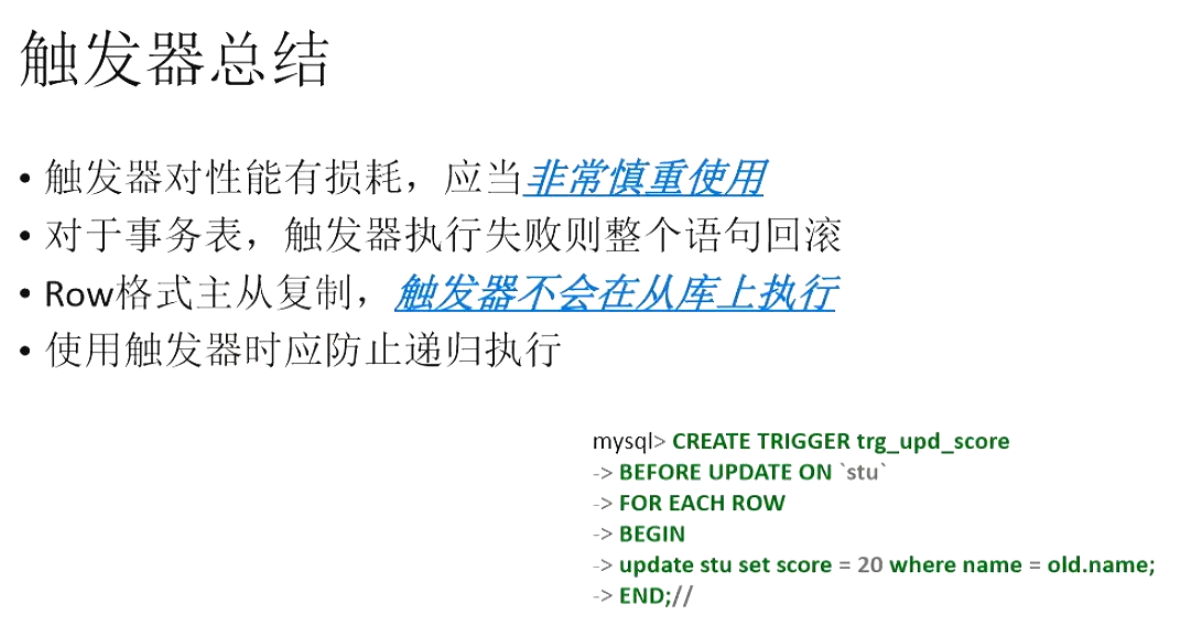 触发器总结
• 触发器对性能有损耗，应当非常慎重使用
• 对于事务表，触发器执行失败则整个语句回滚
• Row格式主从复制，触发器不会在从库上执行
• 使用触发器时应防止递归执行
mysql> CREATE TRIGGER trg_upd_score
-> BEFORE UPDATE ON `stu`
-> FOR EACH ROW
-> BEGIN
-> update stu set score = 20 where name = old.name;
-> END;//